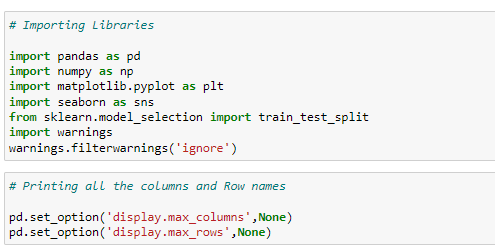 # Importing Libraries
import pandas as pd
import numpy as np
import matplotlib.pyplot as plt
import seaborn as sns
from sklearn.model_selection import train_test_split
import warnings
warnings.filterwarnings('ignore')
# Printing all the columns and Row names
pd.set_option('display.max_columns',None)
pd.set_option('display.max_rows',None)